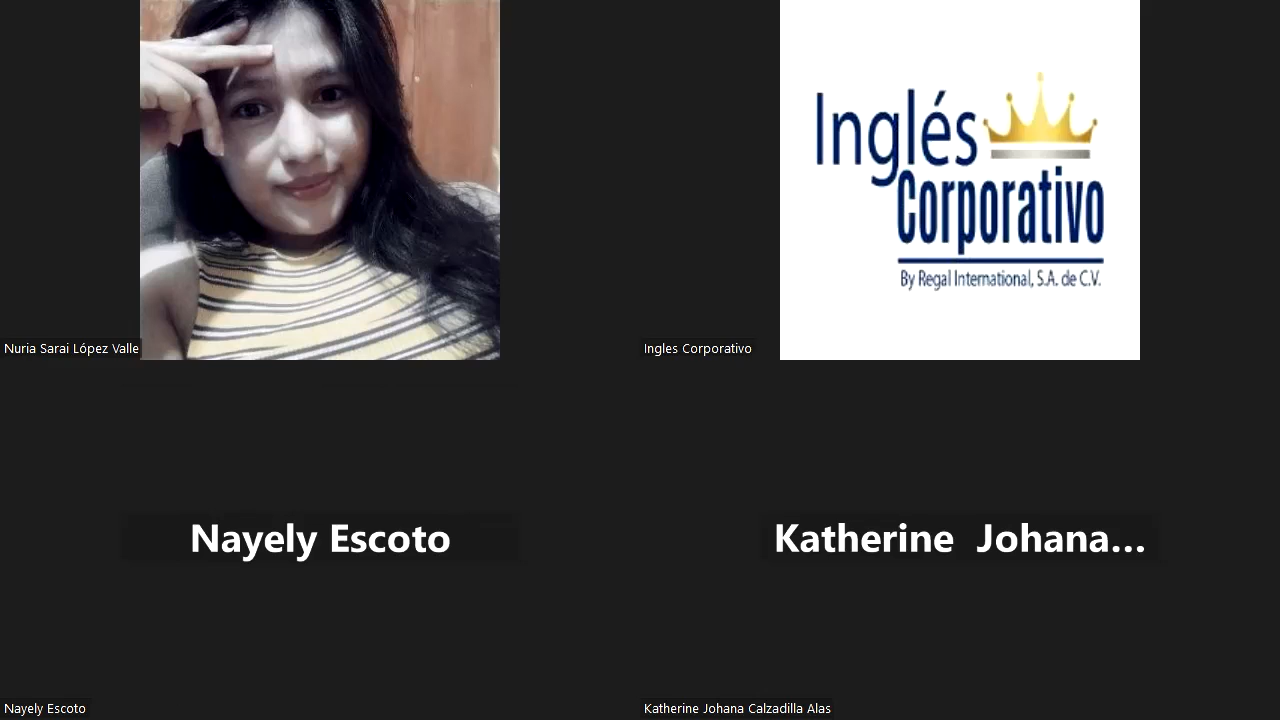 Inglés
Corporativo
By Regal International, S.A. de C.V.
Nuria Sarai López Valle
Ingles Corporativo
Nayely Escoto
Katherine Johana...
Nayely Escoto
Katherine Johana Calzadilla Alas